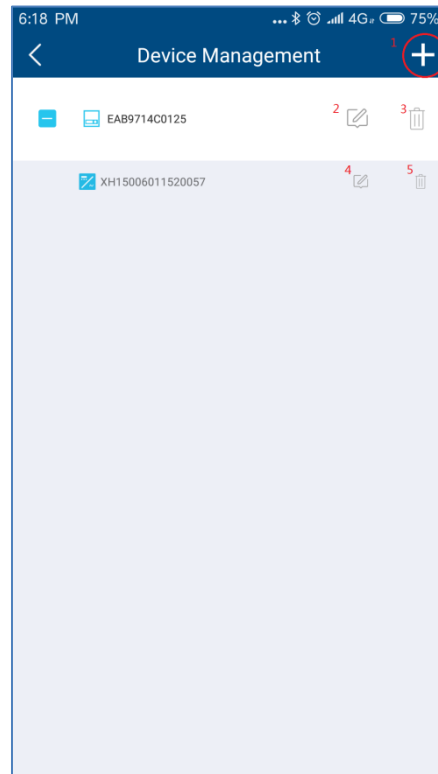 6:18 PM ... 4G 75%
1
Device Management
EAB9714C0125 2 3
XH15006011520057 4 5